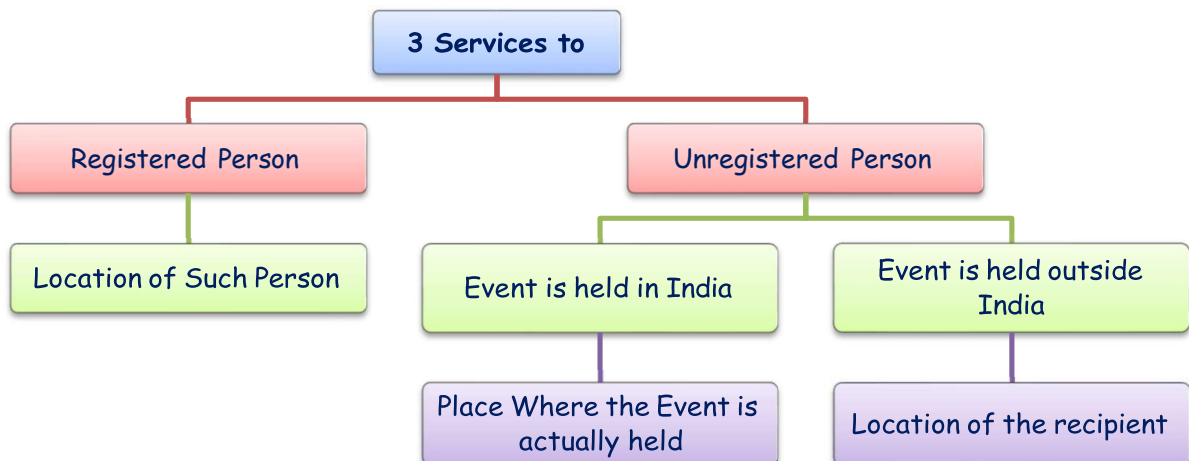 3 Services to
Registered Person
Unregistered Person
Location of Such Person
Event is held in India
Event is held outside
India
Place Where the Event is
actually held
Location of the recipient